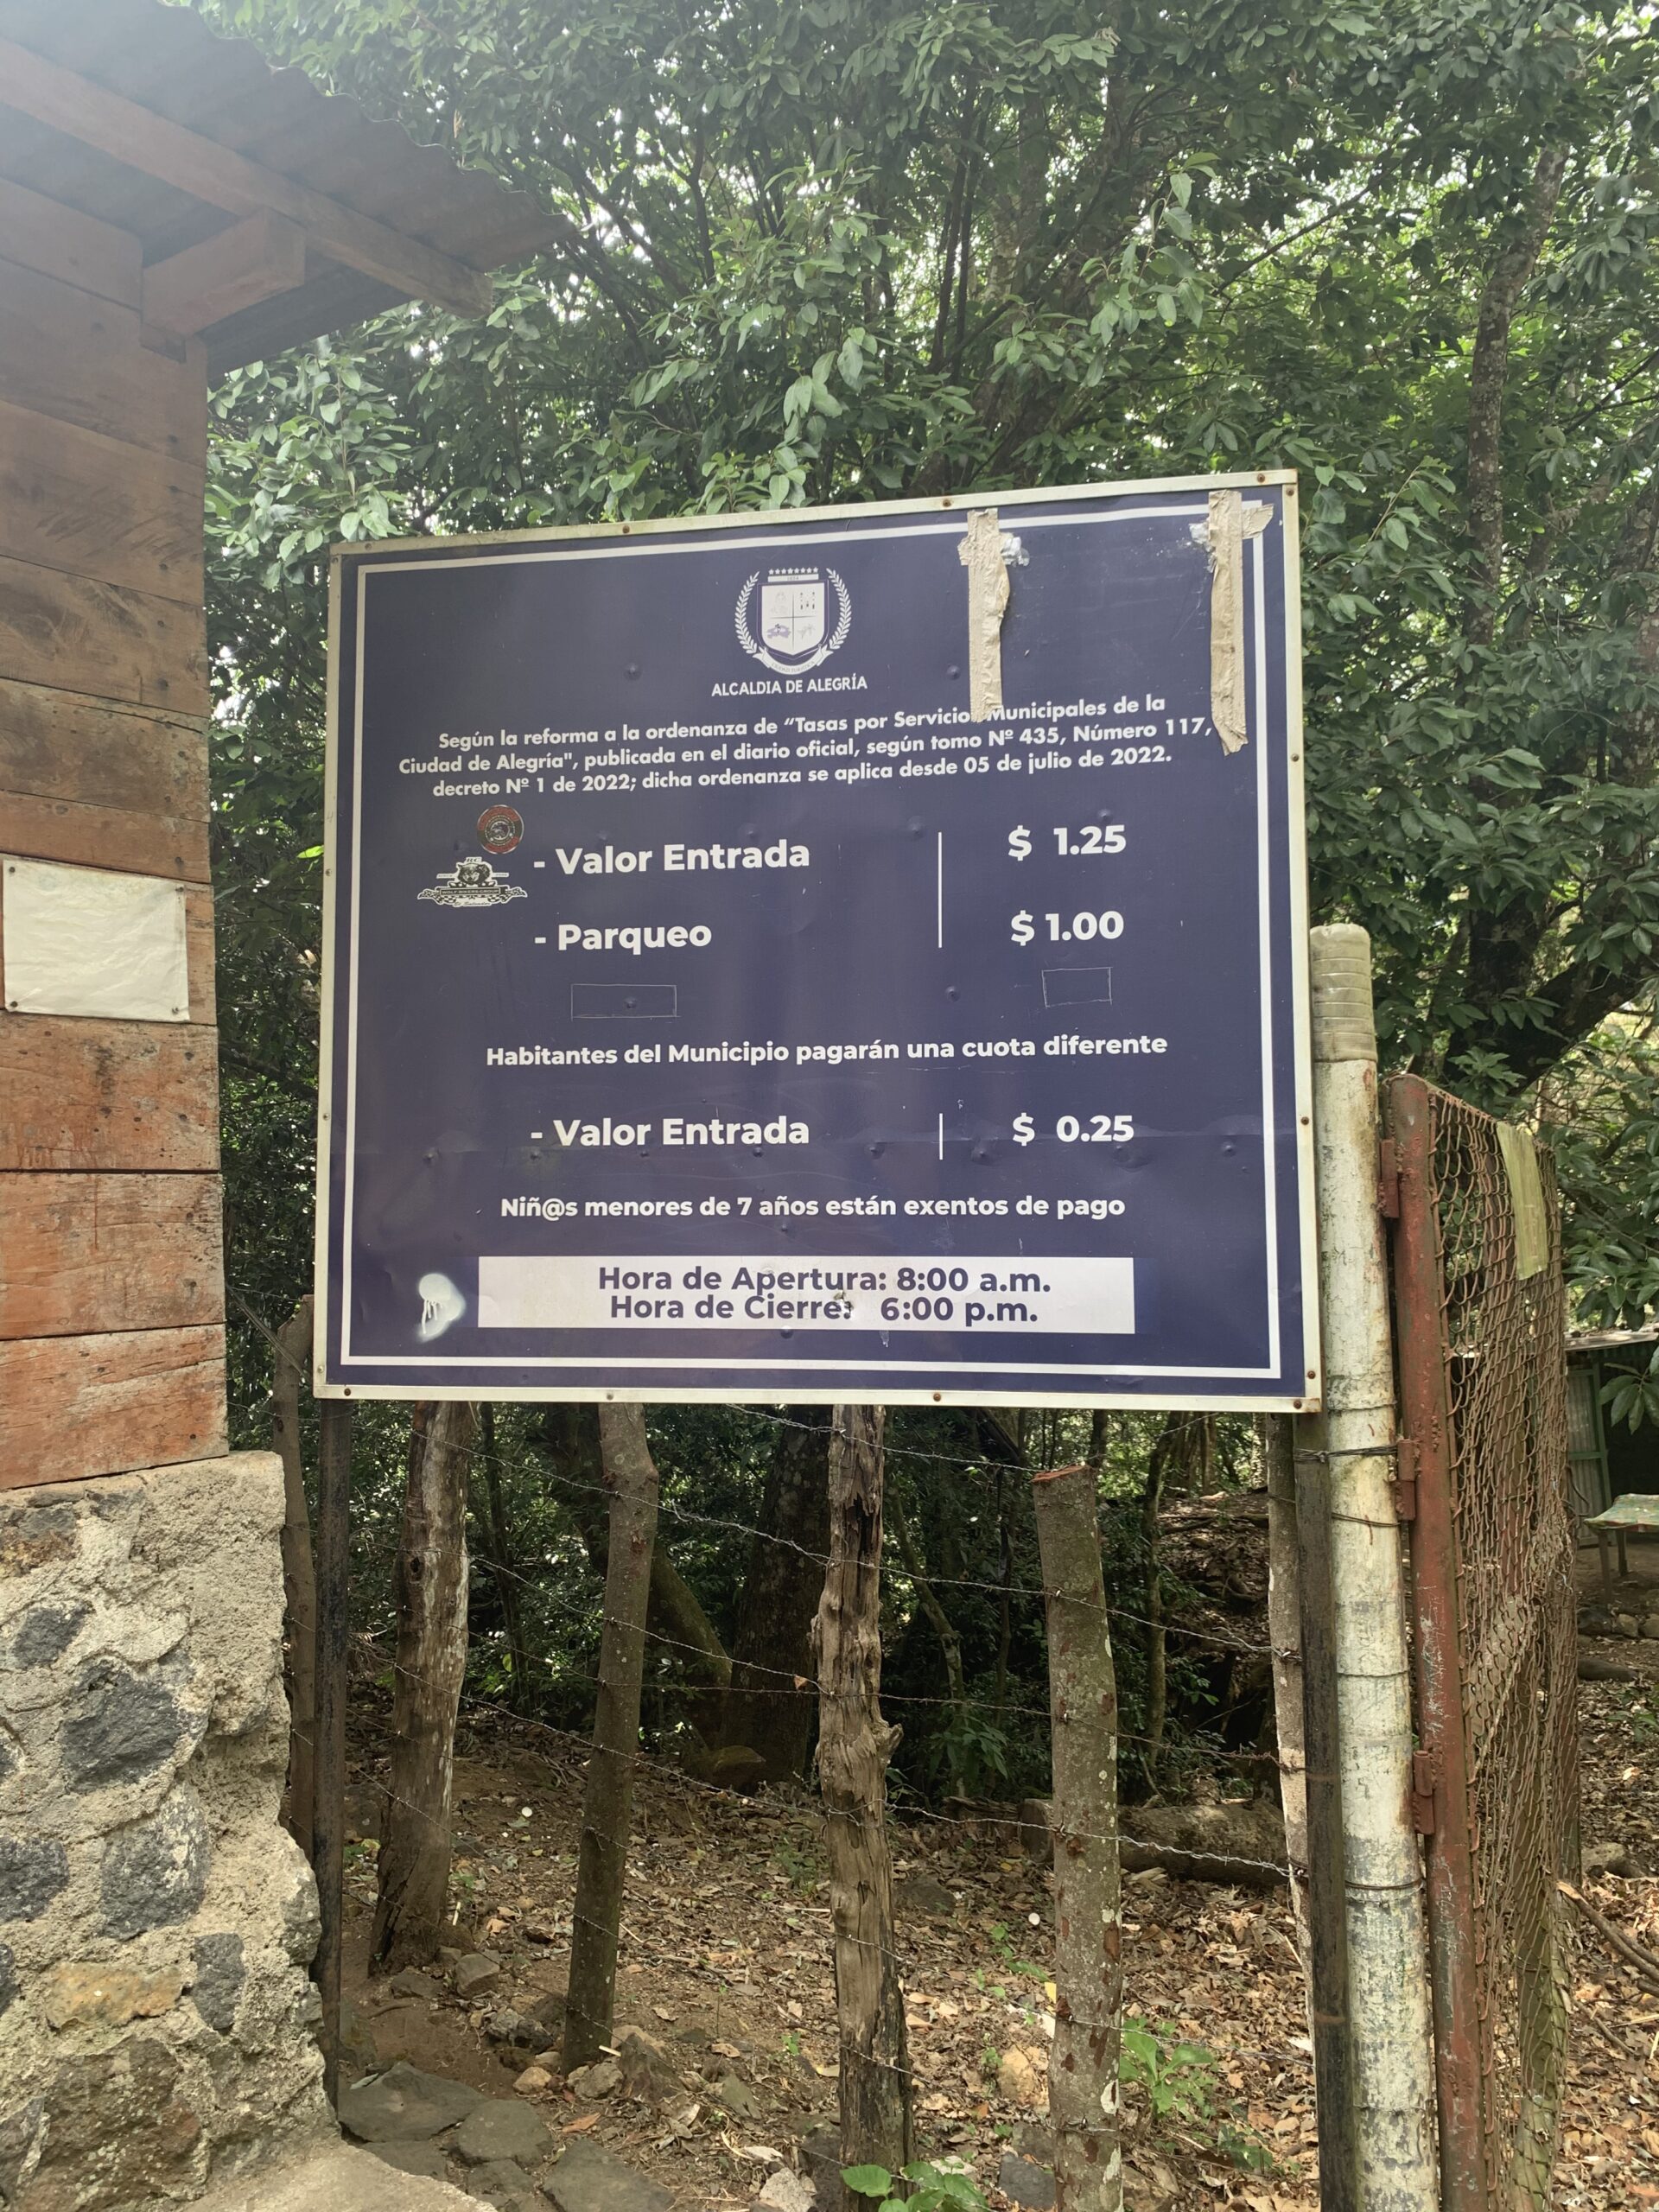 ALCALDIA DE ALEGRÍA
Según la reforma a la ordenanza de “Tasas por Servicio Municipales de la
Ciudad de Alegría", publicada en el diario oficial, según tomo Nº 435, Número 117,
decreto Nº 1 de 2022; dicha ordenanza se aplica desde 05 de julio de 2022.
- Valor Entrada $ 1.25
- Parqueo $ 1.00
Habitantes del Municipio pagarán una cuota diferente
- Valor Entrada $ 0.25
Niñ@s menores de 7 años están exentos de pago
Hora de Apertura: 8:00 a.m.
Hora de Cierre: 6:00 p.m.